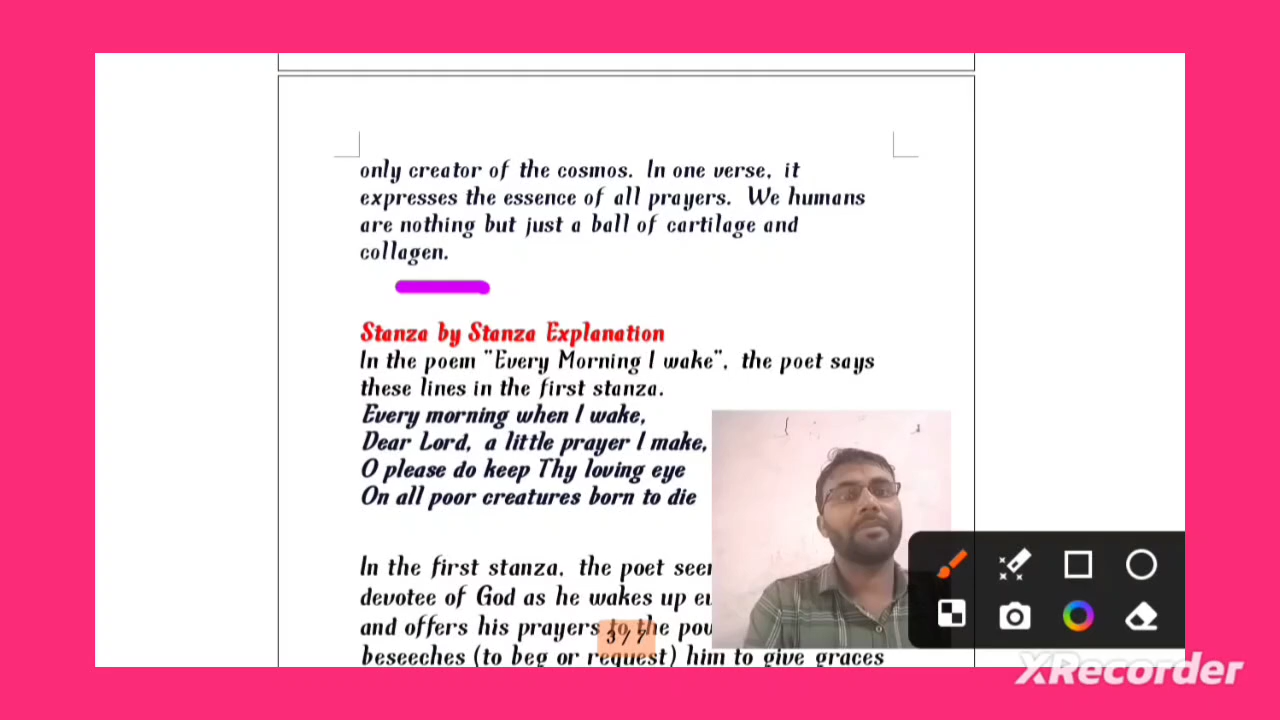 only creator of the cosmos. In one verse, it
expresses the essence of all prayers. We humans
are nothing but just a ball of cartilage and
collagen.
Stanza by Stanza Explanation
In the poem "Every Morning I wake", the poet says
these lines in the first stanza.
Every morning when I wake,
Dear Lord, a little prayer I make,
O please do keep Thy loving eye
On all poor creatures born to die
In the first stanza, the poet
devotee of God as he wakes up
and offers his prayers to the
beseeches (to beg or request) him to give graces
3 / 7
XRecorder